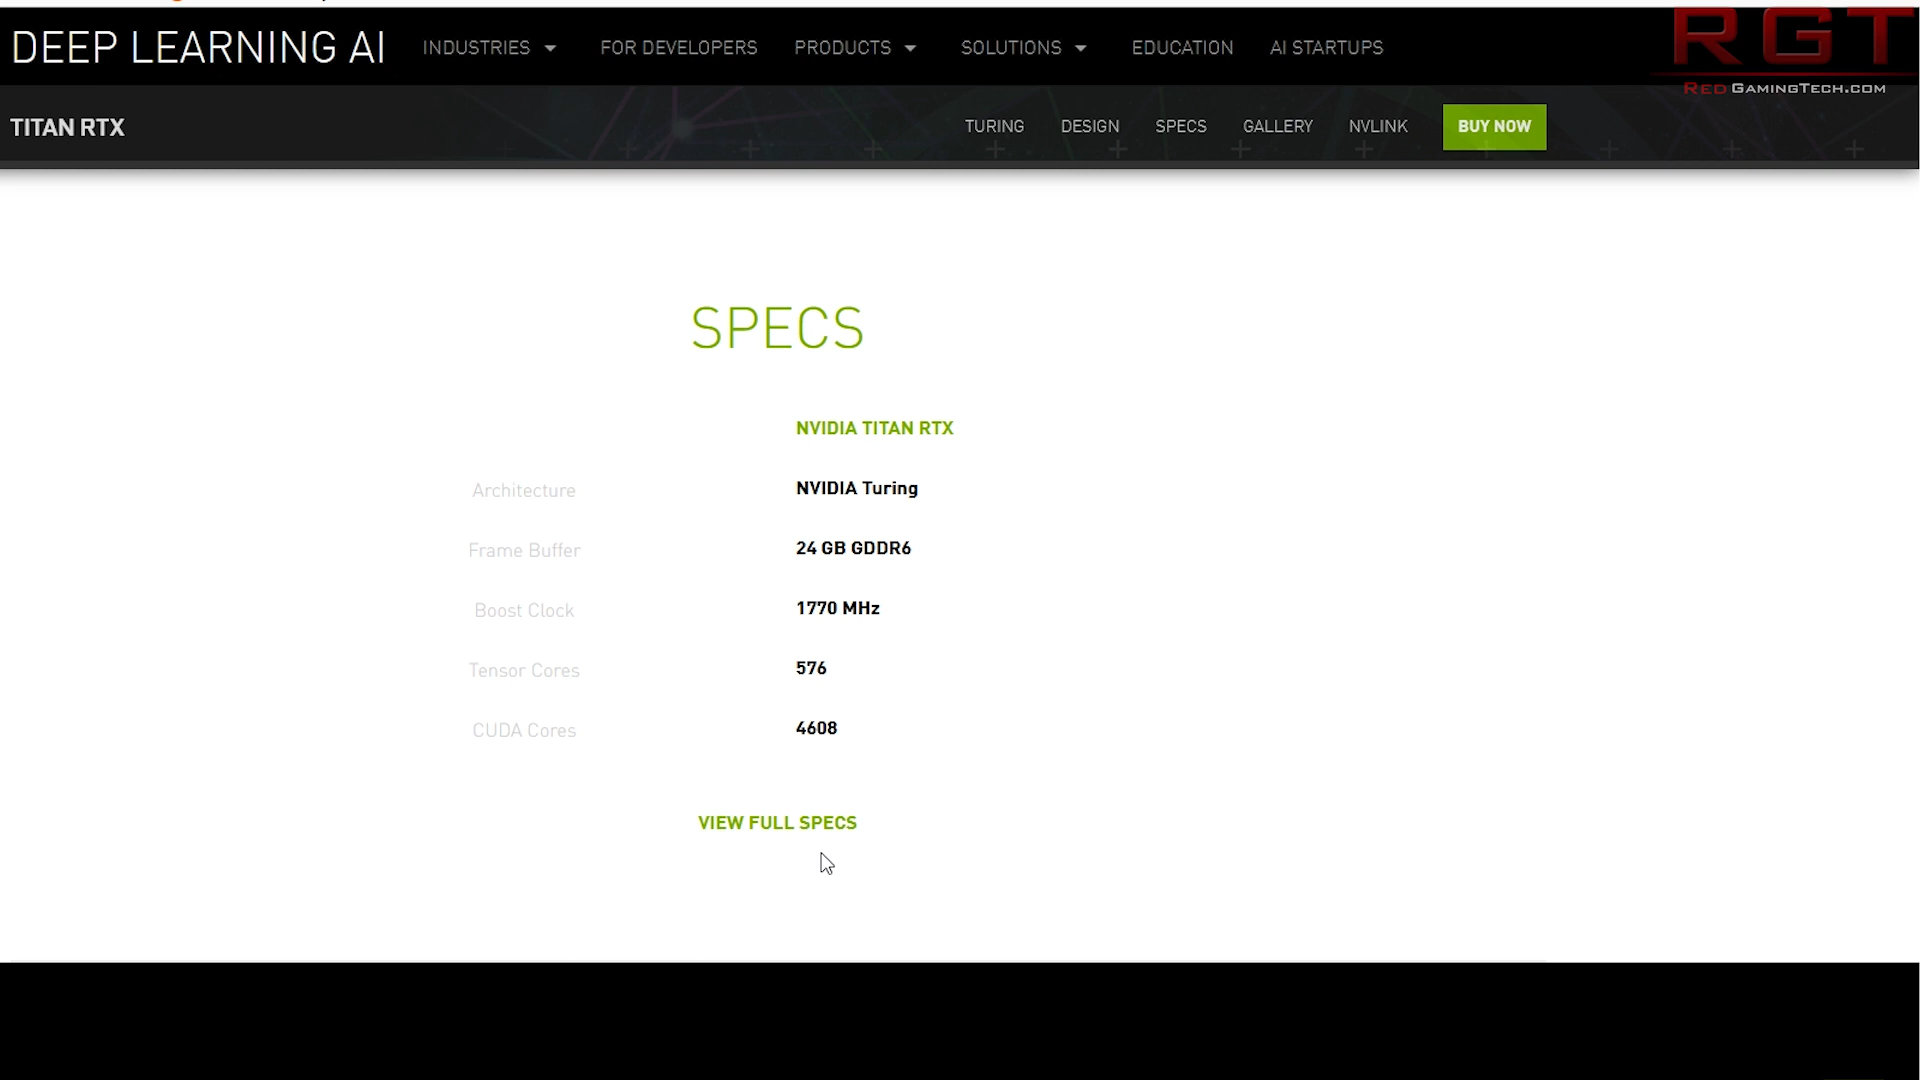 DEEP LEARNING AI INDUSTRIES FOR DEVELOPERS PRODUCTS SOLUTIONS EDUCATION AI STARTUPS
RGT
RED GAMINGTECH.COM
TITAN RTX TURING DESIGN SPECS GALLERY NVLINK BUY NOW
SPECS
NVIDIA TITAN RTX
Architecture NVIDIA Turing
Frame Buffer 24 GB GDDR6
Boost Clock 1770 MHz
Tensor Cores 576
CUDA Cores 4608
VIEW FULL SPECS